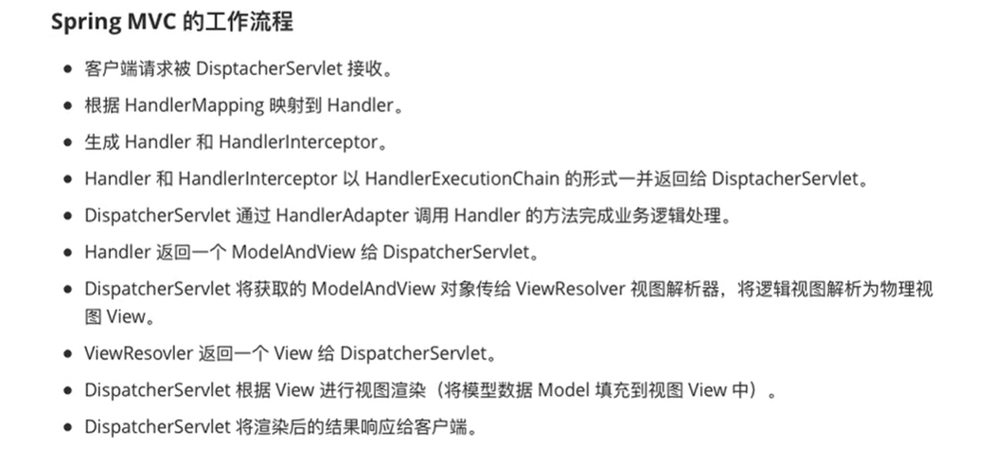 Spring MVC 的工作流程
● 客户端请求被 DisptacherServlet 接收。
● 根据 HandlerMapping 映射到 Handler。
● 生成 Handler 和 HandlerInterceptor。
● Handler 和 HandlerInterceptor 以 HandlerExecutionChain 的形式一并返回给 DisptacherServlet。
● DispatcherServlet 通过 HandlerAdapter 调用 Handler 的方法完成业务逻辑处理。
● Handler 返回一个 ModelAndView 给 DispatcherServlet。
● DispatcherServlet 将获取的 ModelAndView 对象传给 ViewResolver 视图解析器，将逻辑视图解析为物理视
图 View。
● ViewResovler 返回一个 View 给 DispatcherServlet。
● DispatcherServlet 根据 View 进行视图渲染（将模型数据 Model 填充到视图 View 中）。
● DispatcherServlet 将渲染后的结果响应给客户端。